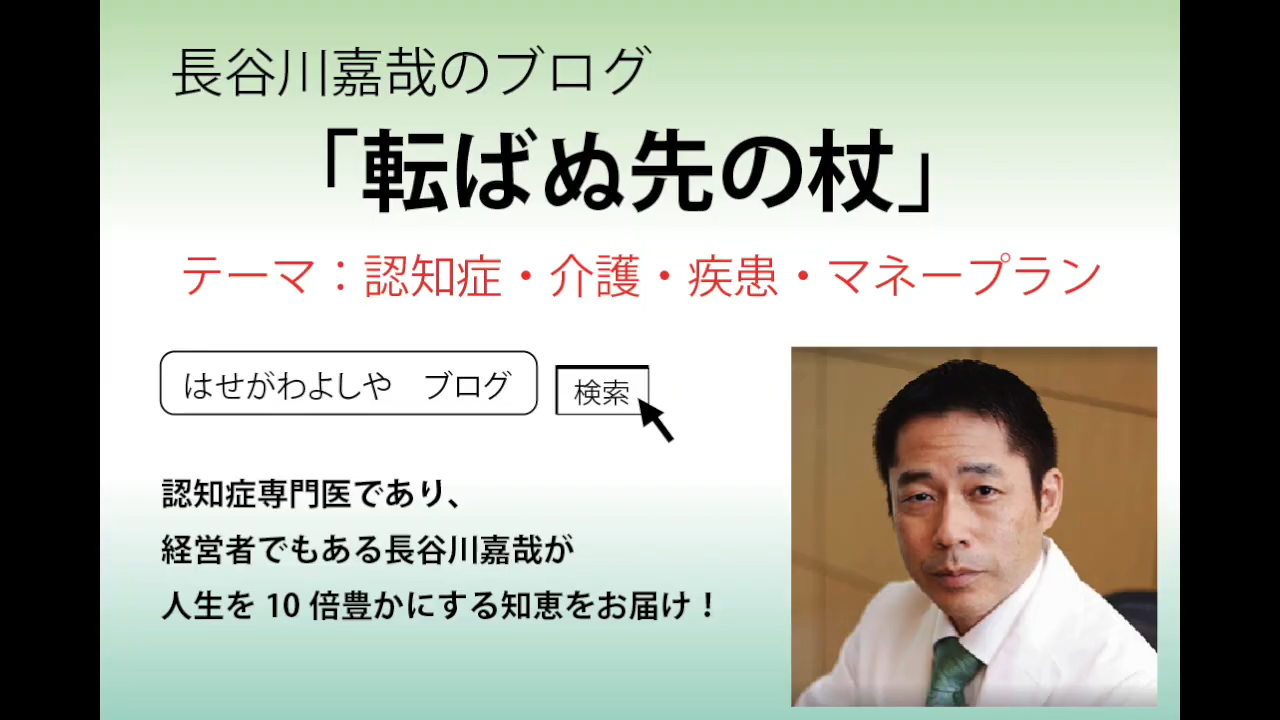 長谷川嘉哉のブログ
「転ばぬ先の杖」
テーマ：認知症・介護・疾患・マネープラン
はせがわよしや　ブログ
検索
認知症専門医であり、
経営者でもある長谷川嘉哉が
人生を 10 倍豊かにする知恵をお届け！